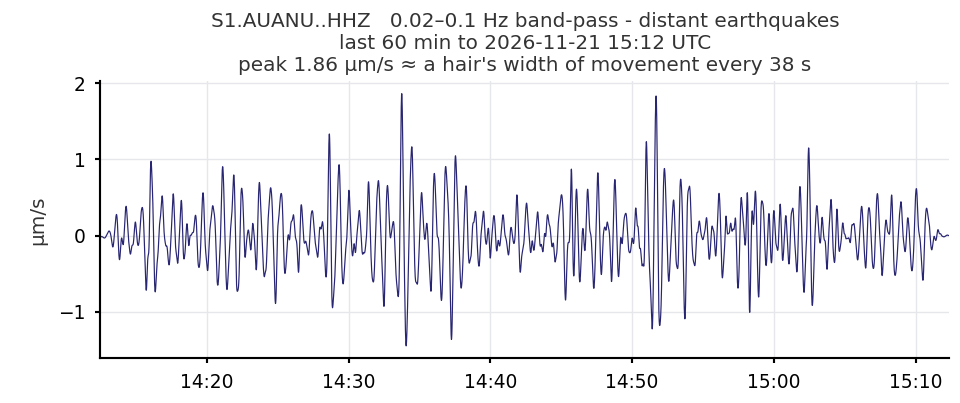 S1.AUANU..HHZ   0.02–0.1 Hz band-pass - distant earthquakes
last 60 min to 2026-11-21 15:12 UTC
peak 1.86 µm/s ≈ a hair's width of movement every 38 s
µm/s
2
1
0
−1
14:20
14:30
14:40
14:50
15:00
15:10